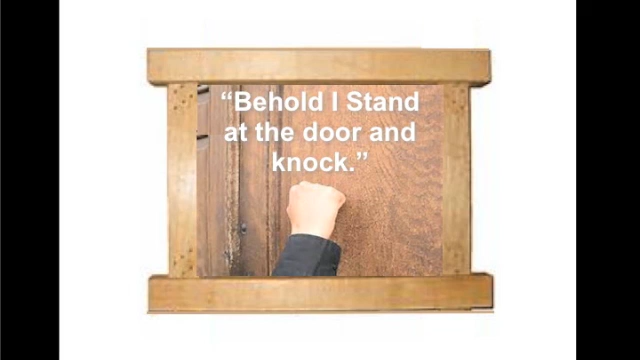 “Behold I Stand
at the door and
knock.”